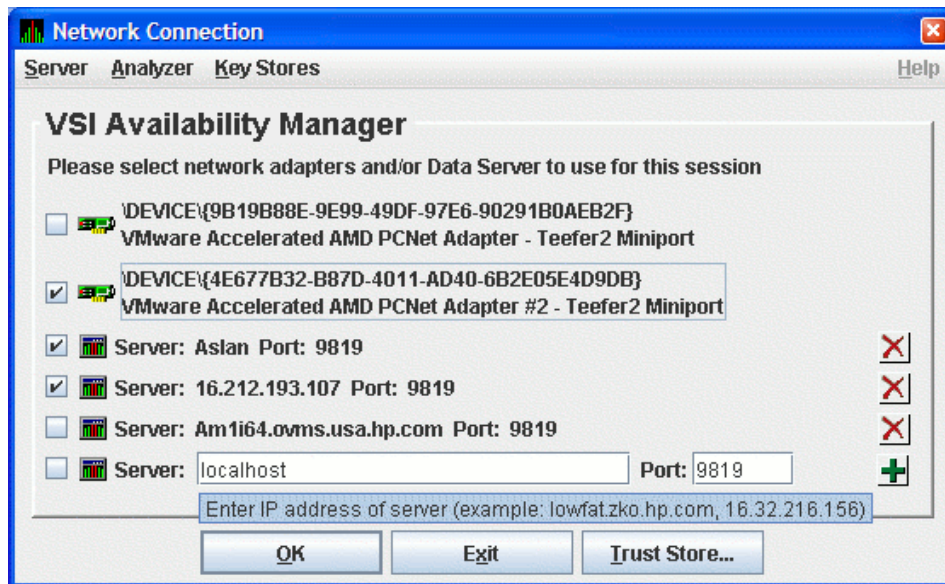 Network Connection
Server Analyzer Key Stores Help
VSI Availability Manager
Please select network adapters and/or Data Server to use for this session
\DEVICE\{9B19B88E-9E99-49DF-97E6-90291B0AEB2F}
VMware Accelerated AMD PCNet Adapter - Teefer2 Miniport
\DEVICE\{4E677B32-B87D-4011-AD40-6B2E05E4D9DB}
VMware Accelerated AMD PCNet Adapter #2 - Teefer2 Miniport
Server: Aslan Port: 9819
Server: 16.212.193.107 Port: 9819
Server: Am1i64.ovms.usa.hp.com Port: 9819
Server: localhost Port: 9819
Enter IP address of server (example: lowfat.zko.hp.com, 16.32.216.156)
OK Exit Trust Store...